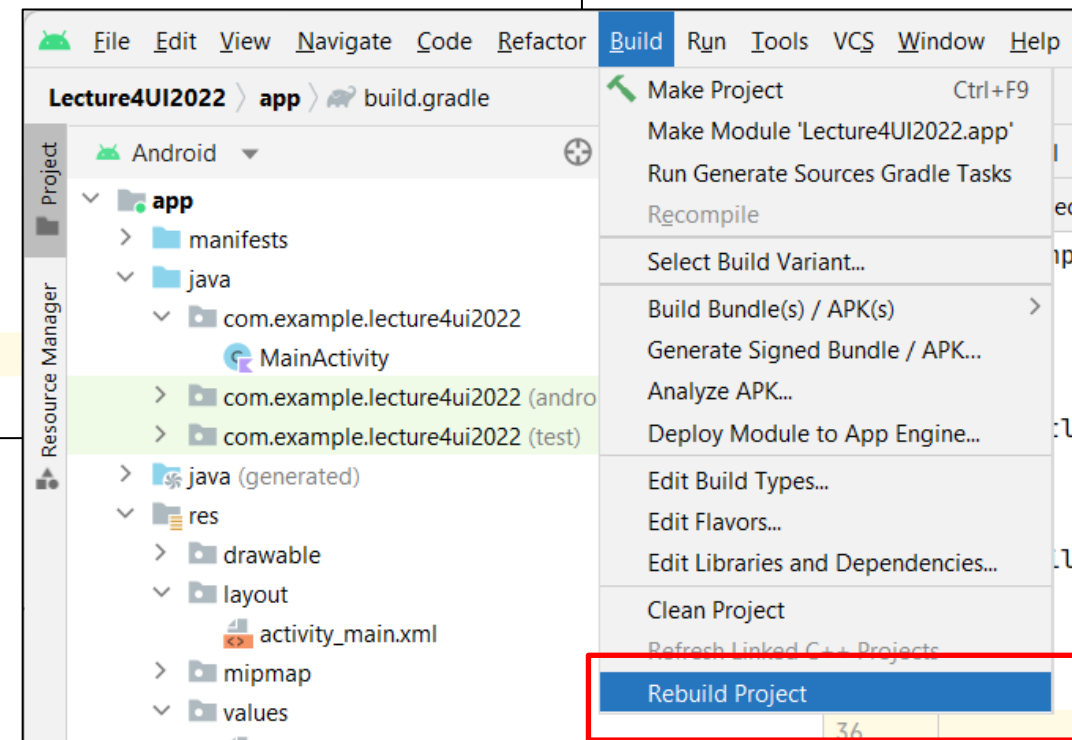 File Edit View Navigate Code Refactor Build Run Tools VCS Window Help
Lecture4UI2022 app build.gradle
Project
Resource Manager
Android
app
manifests
java
com.example.lecture4ui2022
MainActivity
com.example.lecture4ui2022 (andro
com.example.lecture4ui2022 (test)
java (generated)
res
drawable
layout
activity_main.xml
mipmap
values
Make Project Ctrl+F9
Make Module 'Lecture4UI2022.app'
Run Generate Sources Gradle Tasks
Recompile
Select Build Variant...
Build Bundle(s) / APK(s)
Generate Signed Bundle / APK...
Analyze APK...
Deploy Module to App Engine...
Edit Build Types...
Edit Flavors...
Edit Libraries and Dependencies...
Clean Project
Refresh Linked C++ Projects
Rebuild Project
36